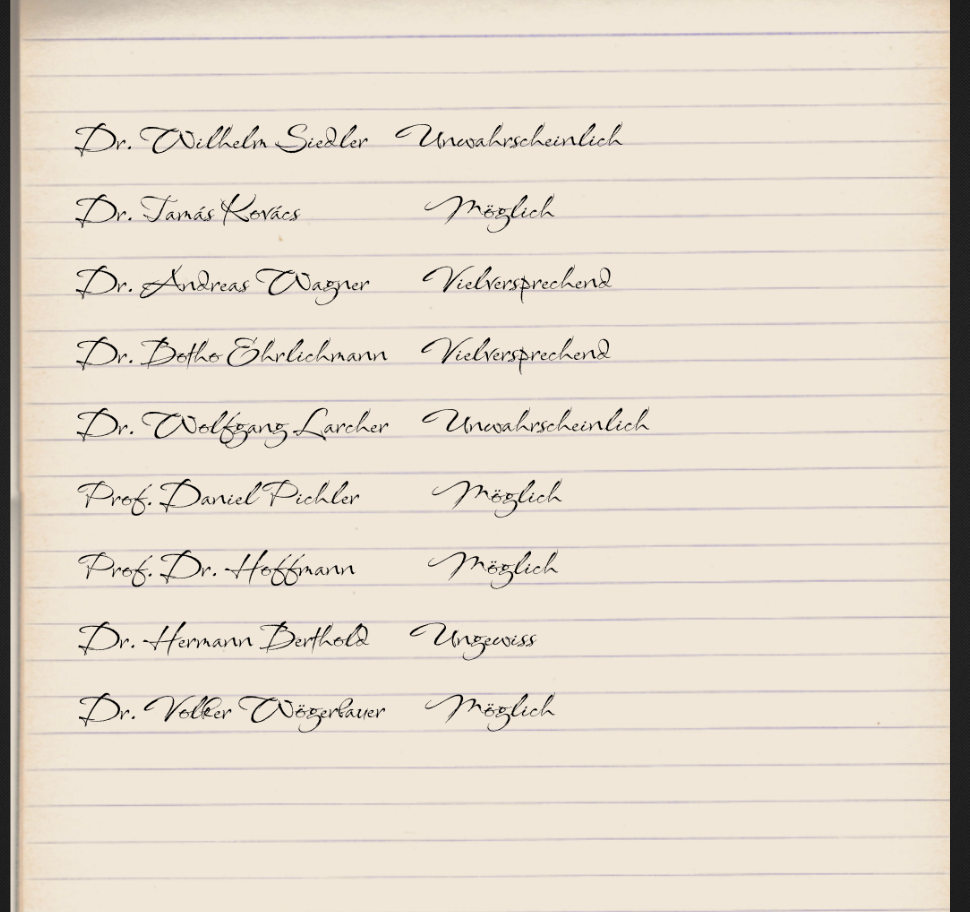 Dr. Wilhelm Siedler Unwahrscheinlich
Dr. Tamás Kovács Möglich
Dr. Andreas Wagner Vielversprechend
Dr. Botho Ehrlichmann Vielversprechend
Dr. Wolfgang Larcher Unwahrscheinlich
Prof. Daniel Pichler Möglich
Prof. Dr. Hoffmann Möglich
Dr. Hermann Berthold Ungewiss
Dr. Volker Wögerbauer Möglich